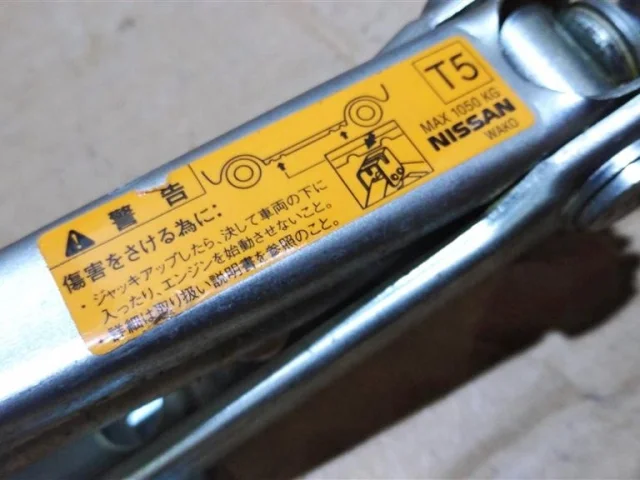 T5
MAX 1050 KG
NISSAN
WAKO
警告
傷害をさける為に:
・ジャッキアップしたら、決して車両の下に
入ったり、エンジンを始動させないこと。
・詳細は取り扱い説明書を参照のこと。